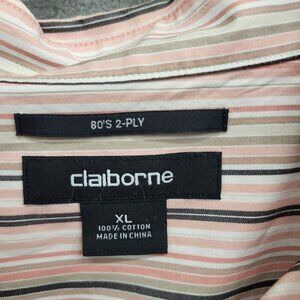 80'S 2-PLY
claiborne
XL
100% COTTON
MADE IN CHINA